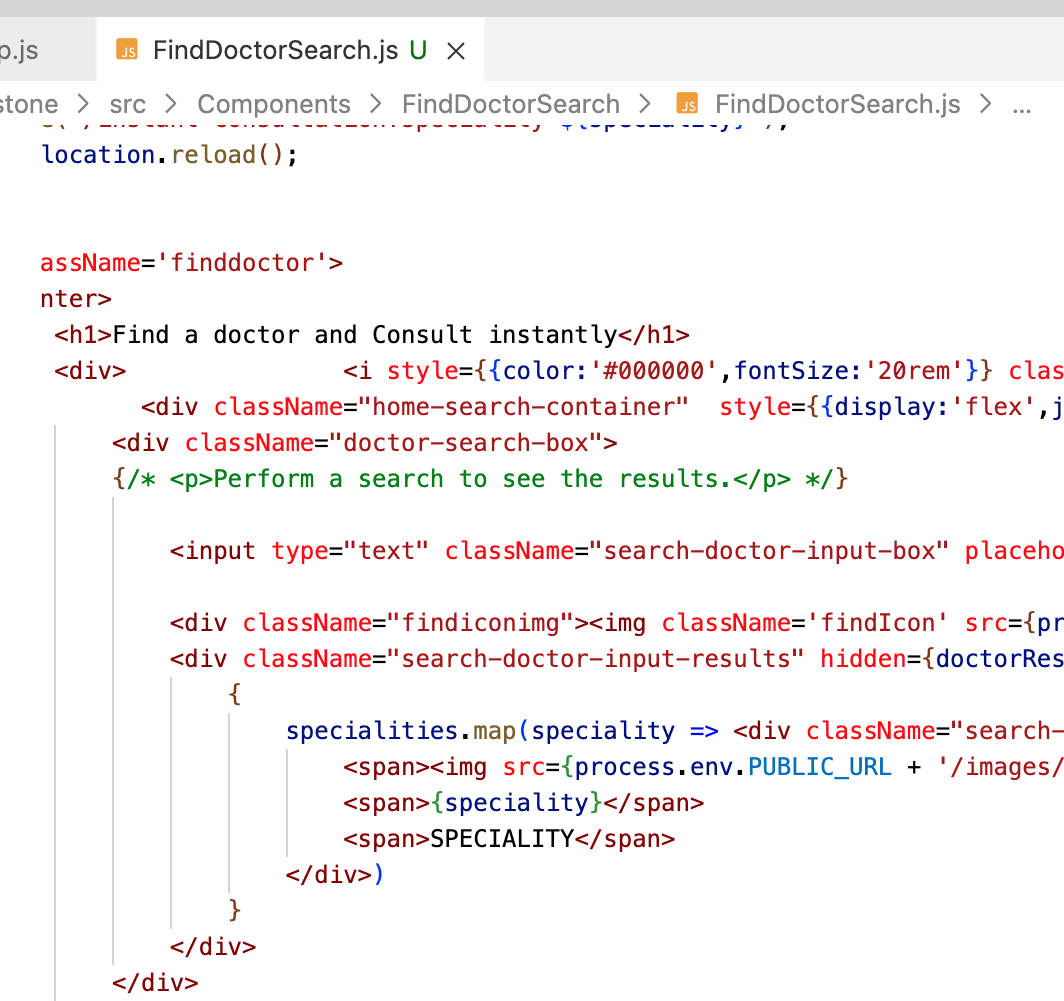 p.js JS FindDoctorSearch.js U ×
stone > src > Components > FindDoctorSearch > JS FindDoctorSearch.js > ...
location.reload();
assName='finddoctor'>
nter>
<h1>Find a doctor and Consult instantly</h1>
<div> <i style={{color:'#000000',fontSize:'20rem'}} clas
<div className="home-search-container" style={{display:'flex',j
<div className="doctor-search-box">
{/* <p>Perform a search to see the results.</p> */}
<input type="text" className="search-doctor-input-box" placeho
<div className="findiconimg"><img className='findIcon' src={pr
<div className="search-doctor-input-results" hidden={doctorRes
{
specialities.map(speciality => <div className="search-
<span><img src={process.env.PUBLIC_URL + '/images/
<span>{speciality}</span>
<span>SPECIALITY</span>
</div>)
}
</div>
</div>